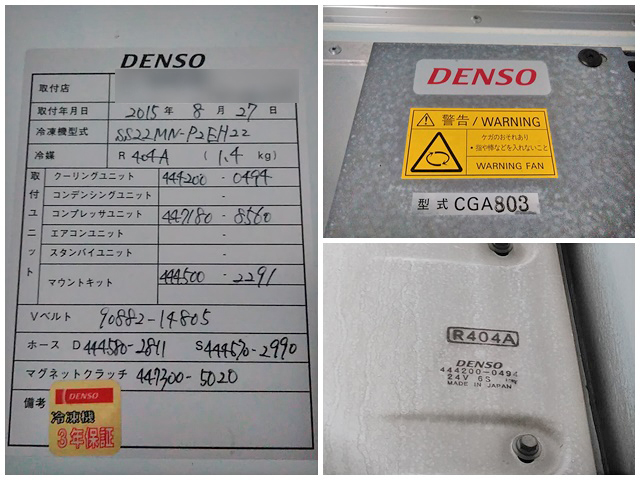 DENSO
取付店
取付年月日 2015 年 8 月 27 日
冷凍機型式 SS22MN-P2EH22
冷媒 R 404A ( 1.4 kg)
取付ユニット
クーリングユニット 444200 - 0494
コンデンシングユニット -
コンプレッサユニット 447180 - 8560
エアコンユニット -
スタンバイユニット -
マウントキット 444500 - 2291
Vベルト 90882-14805
ホース D 444580-2811 S 444670-2990
マグネットクラッチ 447300-5020
備考
DENSO
冷凍機
3年保証
DENSO
警告/WARNING
ケガのおそれあり
・指や棒などを入れないこと
WARNING FAN
型式 CGA803
R404A
DENSO
444200-0494
24V 6S
MADE IN JAPAN